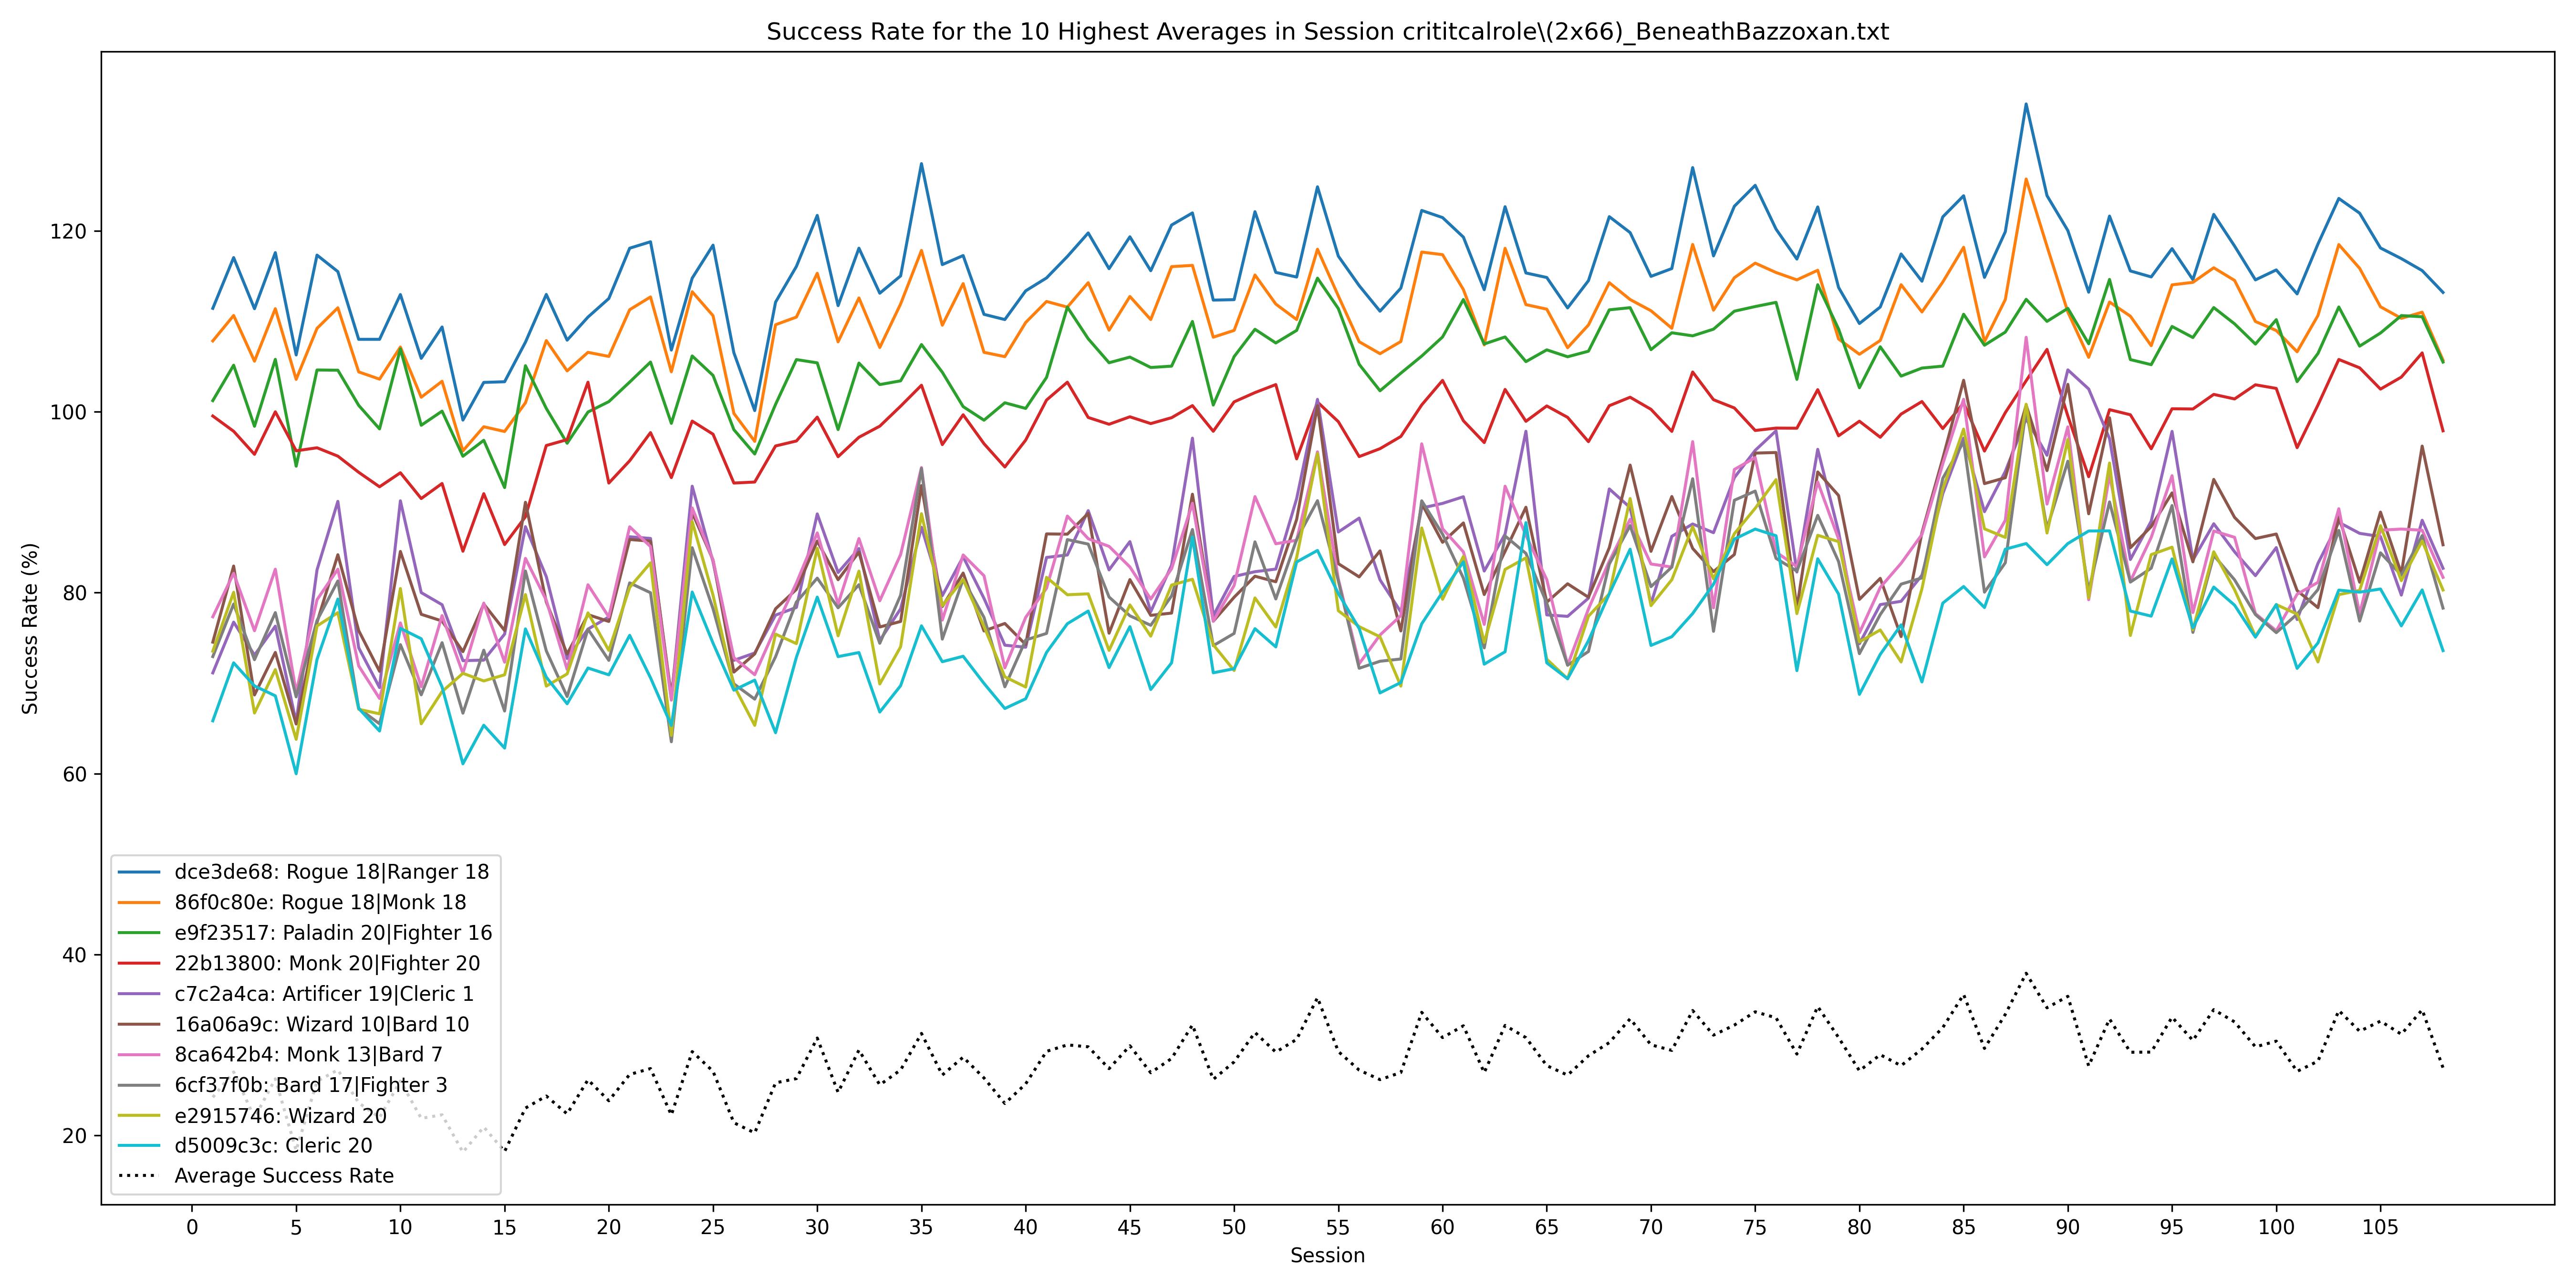 Success Rate for the 10 Highest Averages in Session crititcalrole\(2x66)_BeneathBazzoxan.txt
Success Rate (%)
120
100
80
60
40
20
dce3de68: Rogue 18|Ranger 18
86f0c80e: Rogue 18|Monk 18
e9f23517: Paladin 20|Fighter 16
22b13800: Monk 20|Fighter 20
c7c2a4ca: Artificer 19|Cleric 1
16a06a9c: Wizard 10|Bard 10
8ca642b4: Monk 13|Bard 7
6cf37f0b: Bard 17|Fighter 3
e2915746: Wizard 20
d5009c3c: Cleric 20
Average Success Rate
0 5 10 15 20 25 30 35 40 45 50 55 60 65 70 75 80 85 90 95 100 105
Session